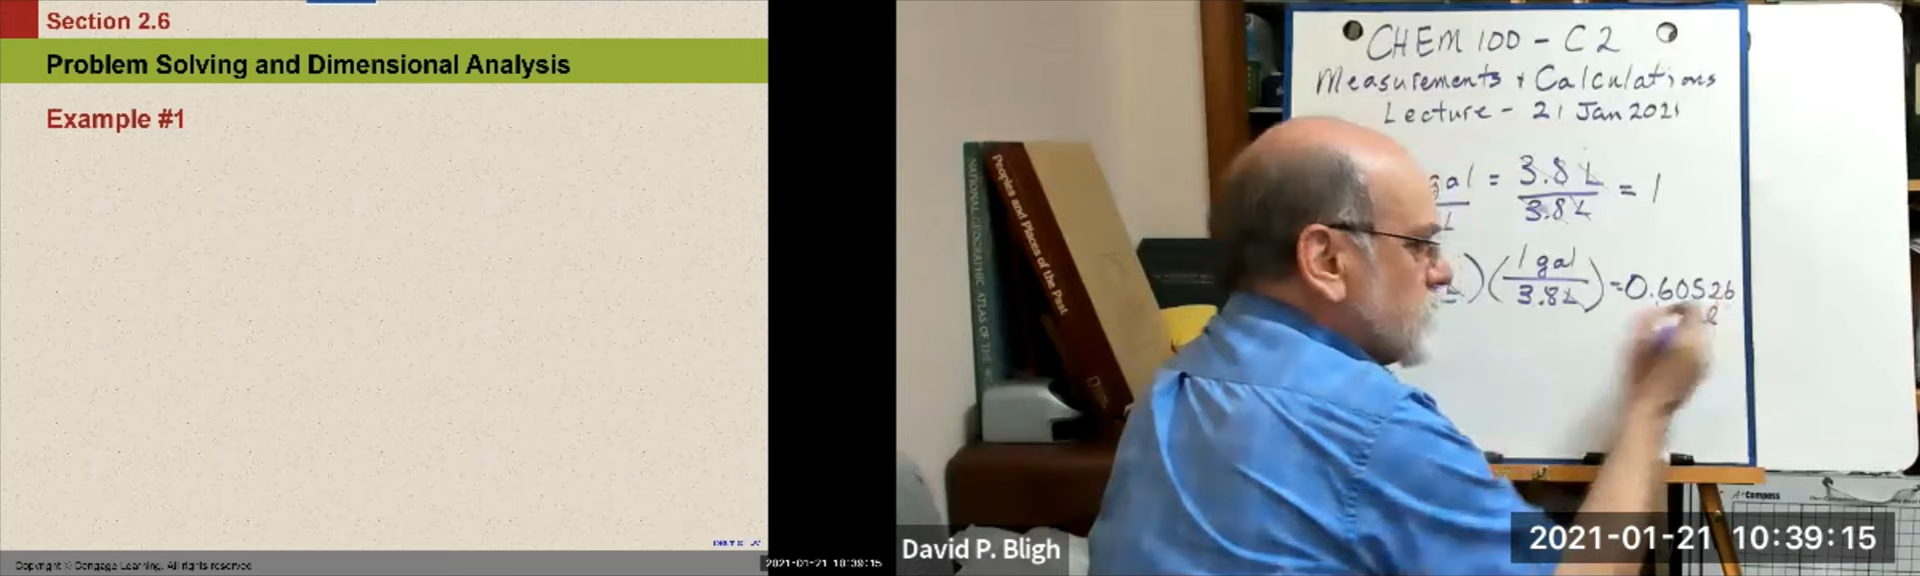 Section 2.6
Problem Solving and Dimensional Analysis
Example #1
Copyright © Cengage Learning. All rights reserved
2021-01-21 10:39:15
CHEM 100 - C2
Measurements + Calculations
Lecture - 21 Jan 2021
gal = 3.8 L = 1
L 3.8 L
) ( 1 gal ) = 0.60526
3.8 L
NATIONAL GEOGRAPHIC ATLAS OF THE
Peoples and Places of the Past
Compass
David P. Bligh
2021-01-21 10:39:15